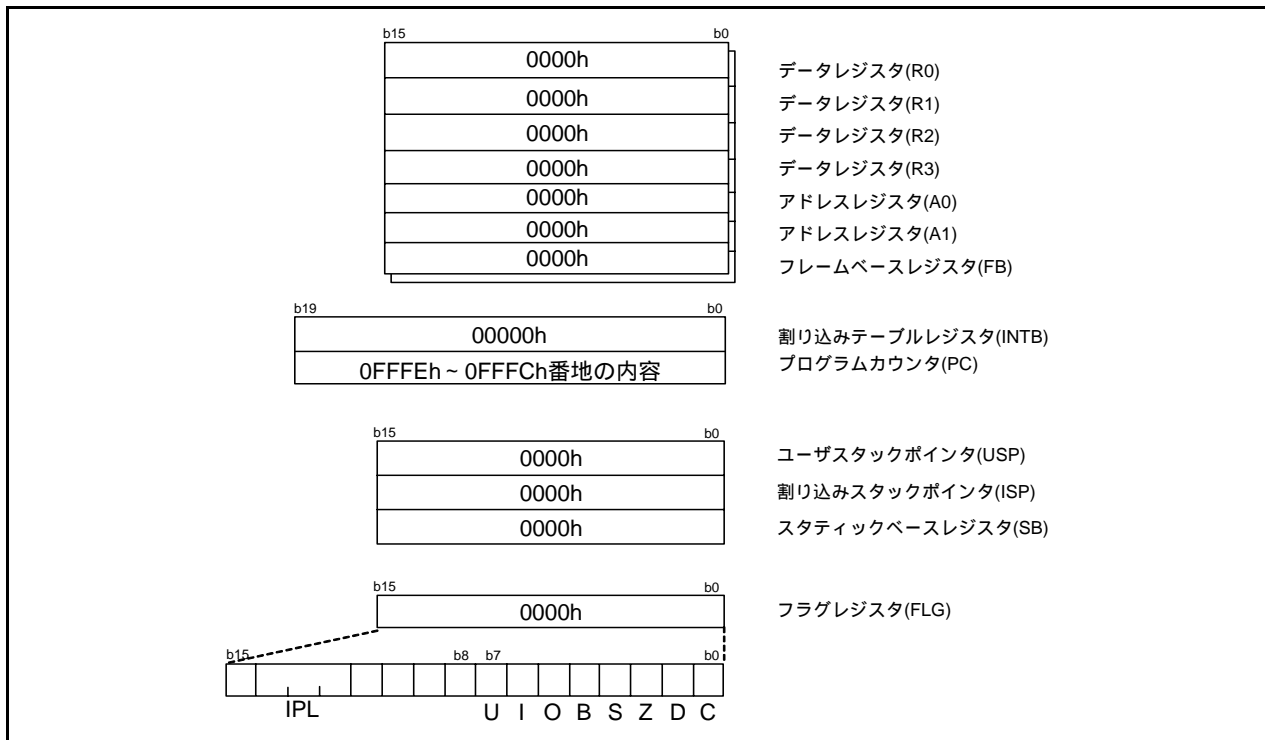 b15 b0
0000h データレジスタ(R0)
0000h データレジスタ(R1)
0000h データレジスタ(R2)
0000h データレジスタ(R3)
0000h アドレスレジスタ(A0)
0000h アドレスレジスタ(A1)
0000h フレームベースレジスタ(FB)
b19 b0
00000h 割り込みテーブルレジスタ(INTB)
0FFFEh ~ 0FFFCh番地の内容 プログラムカウンタ(PC)
b15 b0
0000h ユーザスタックポインタ(USP)
0000h 割り込みスタックポインタ(ISP)
0000h スタティックベースレジスタ(SB)
b15 b0
0000h フラグレジスタ(FLG)
b15 b8 b7 b0
IPL U I O B S Z D C